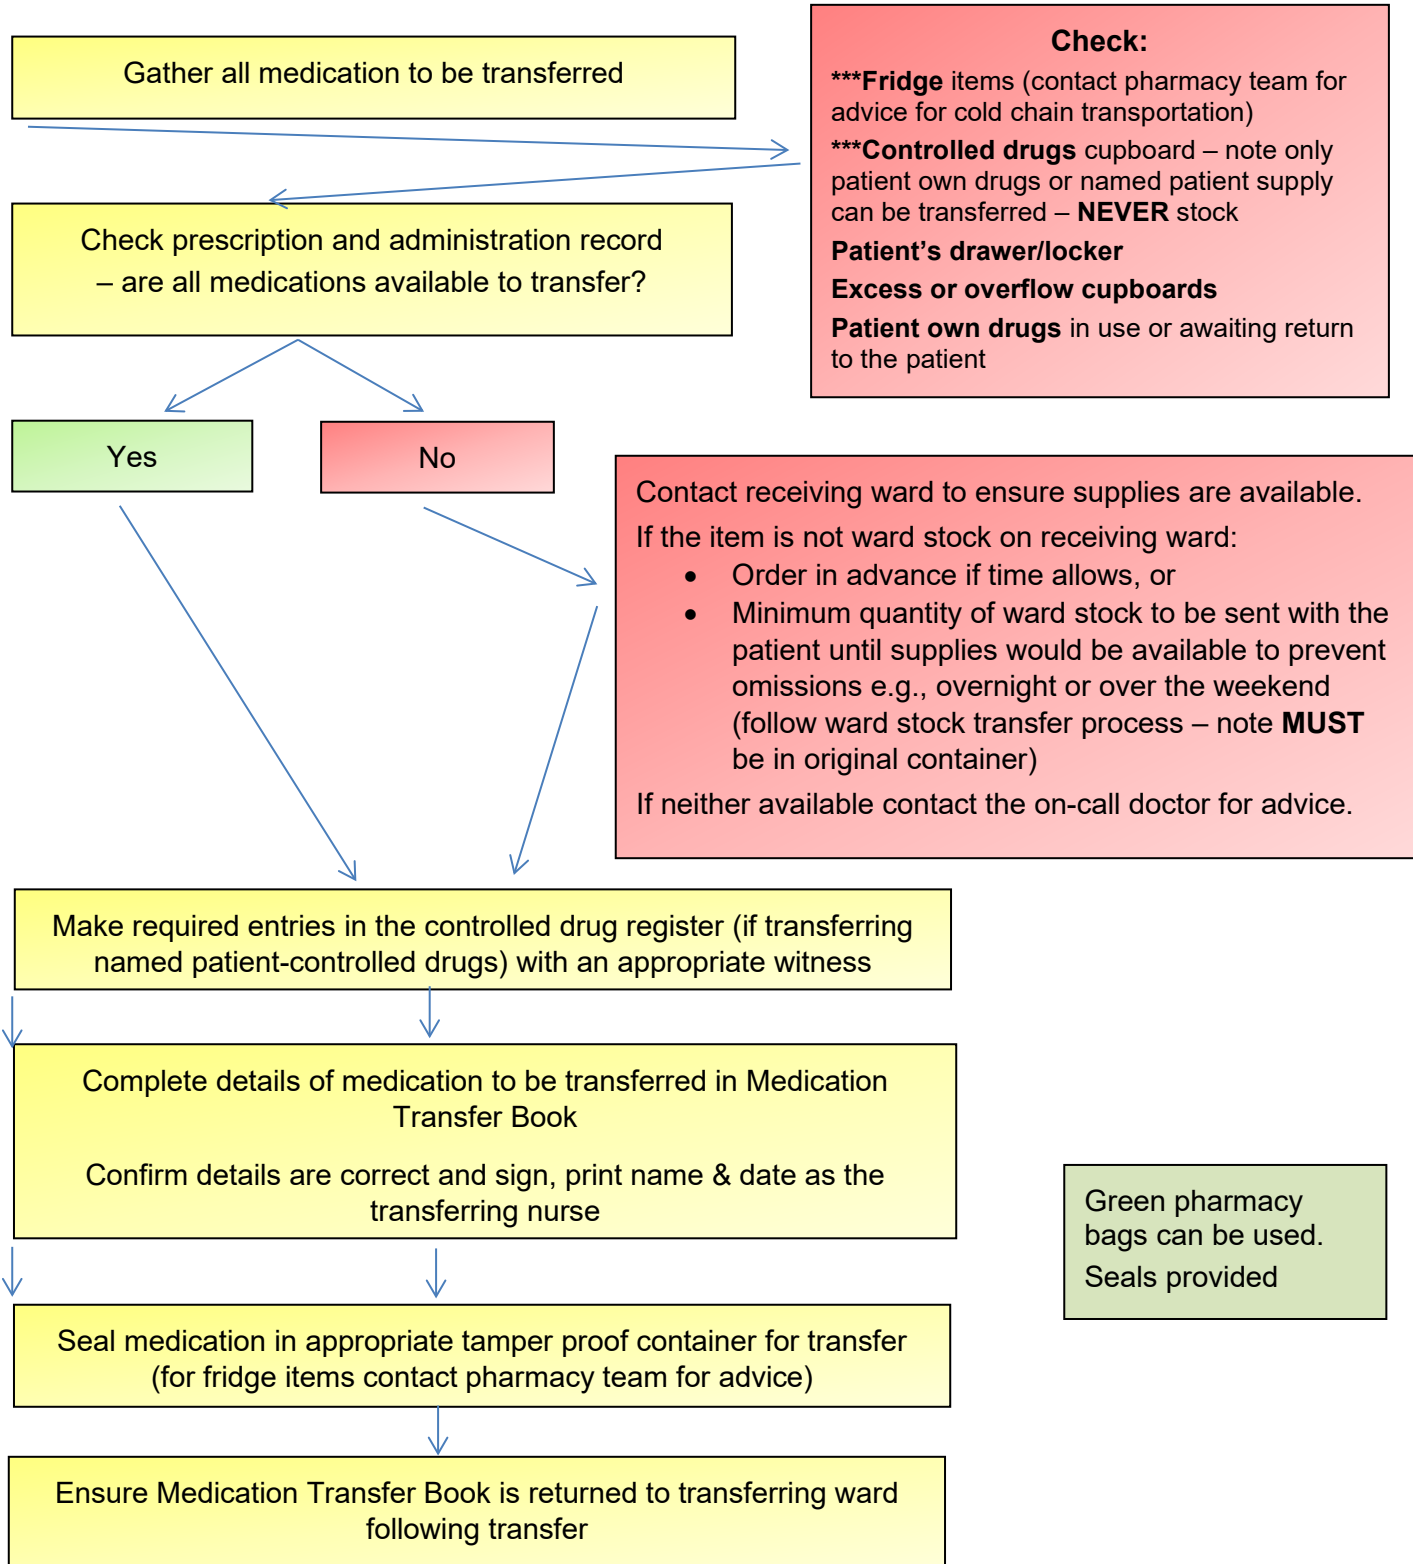 Gather all medication to be transferred
Check:
***Fridge items (contact pharmacy team for
advice for cold chain transportation)
***Controlled drugs cupboard – note only
patient own drugs or named patient supply
can be transferred – NEVER stock
Patient's drawer/locker
Excess or overflow cupboards
Patient own drugs in use or awaiting return
to the patient
Check prescription and administration record
– are all medications available to transfer?
Yes
No
Contact receiving ward to ensure supplies are available.
If the item is not ward stock on receiving ward:
• Order in advance if time allows, or
• Minimum quantity of ward stock to be sent with the
patient until supplies would be available to prevent
omissions e.g., overnight or over the weekend
(follow ward stock transfer process – note MUST
be in original container)
If neither available contact the on-call doctor for advice.
Make required entries in the controlled drug register (if transferring
named patient-controlled drugs) with an appropriate witness
Complete details of medication to be transferred in Medication
Transfer Book
Confirm details are correct and sign, print name & date as the
transferring nurse
Green pharmacy
bags can be used.
Seals provided
Seal medication in appropriate tamper proof container for transfer
(for fridge items contact pharmacy team for advice)
Ensure Medication Transfer Book is returned to transferring ward
following transfer